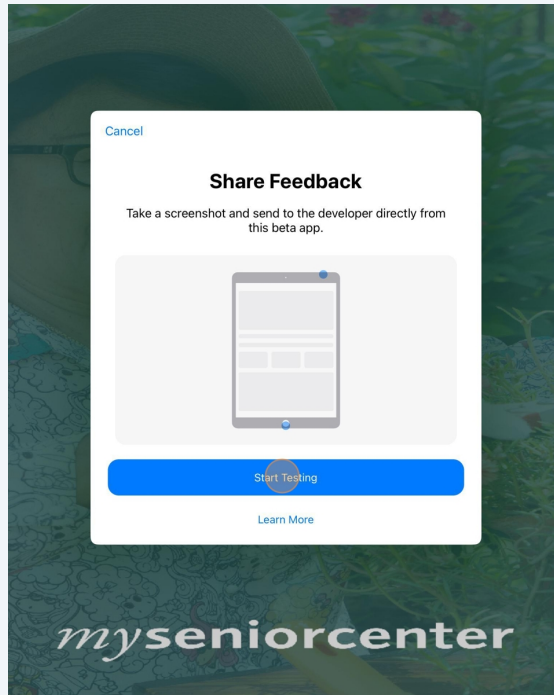 Cancel
Share Feedback
Take a screenshot and send to the developer directly from
this beta app.
Start Testing
Learn More
myseniorcenter